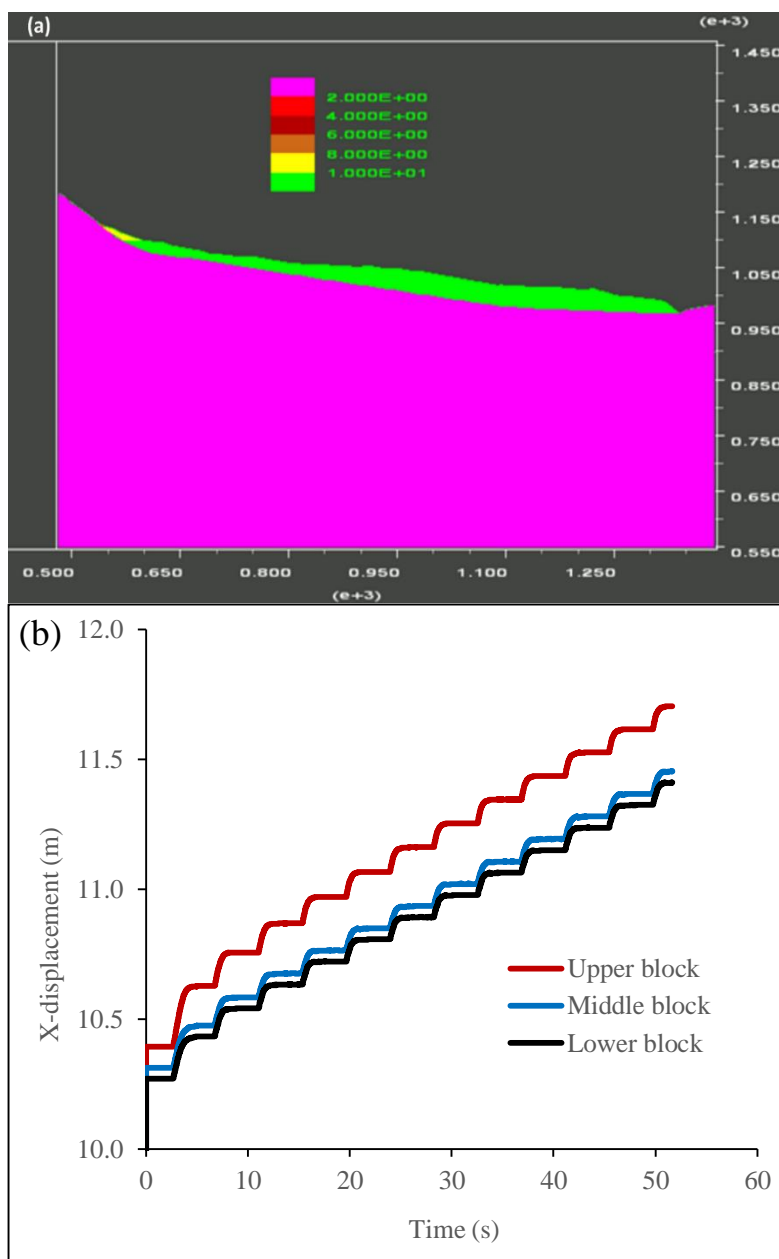 (a)
(e+3)
1.450
1.350
1.250
1.150
1.050
0.950
0.850
0.750
0.650
0.550
2.000E+00
4.000E+00
6.000E+00
8.000E+00
1.000E+01
0.500 0.650 0.800 0.950 1.100 1.250
(e+3)
(b)
12.0
11.5
11.0
10.5
10.0
X-displacement (m)
Upper block
Middle block
Lower block
0 10 20 30 40 50 60
Time (s)